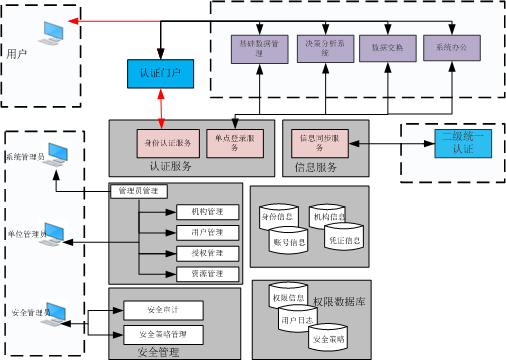 用户
认证门户
基础数据管
理
决策分析系
统
数据交换
系统办公
身份认证服务
单点登录服
务
认证服务
信息同步服
务
信息服务
二级统一
认证
系统管理员
单位管理员
安全管理员
管理员管理
机构管理
用户管理
授权管理
资源管理
身份信息
机构信息
账号信息
凭证信息
安全审计
安全策略管理
安全管理
权限信息
权限数据库
用户日志
安全策略